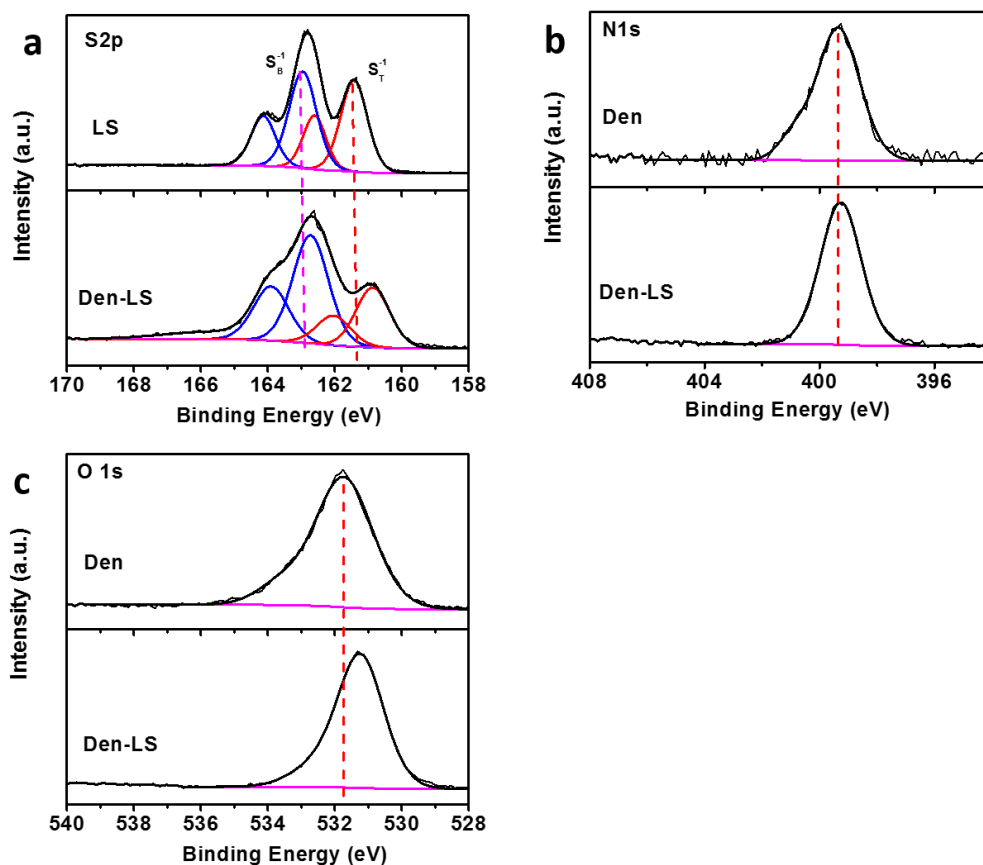 a
S2p
S_B^-1
S_T^-1
LS
Den-LS
Intensity (a.u.)
170 168 166 164 162 160 158
Binding Energy (eV)
b
N1s
Den
Den-LS
Intensity (a.u.)
408 404 400 396
Binding Energy (eV)
c
O 1s
Den
Den-LS
Intensity (a.u.)
540 538 536 534 532 530 528
Binding Energy (eV)